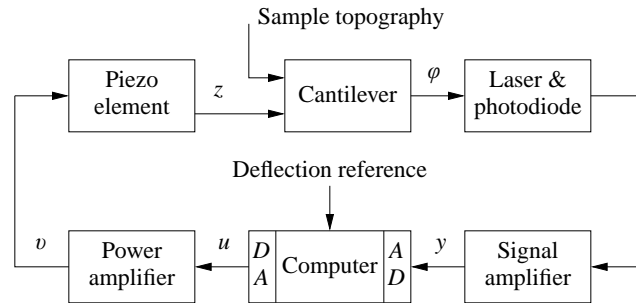 Sample topography
Piezo
element
z
Cantilever
φ
Laser &
photodiode
Deflection reference
υ
Power
amplifier
u
D
A
Computer
A
D
y
Signal
amplifier